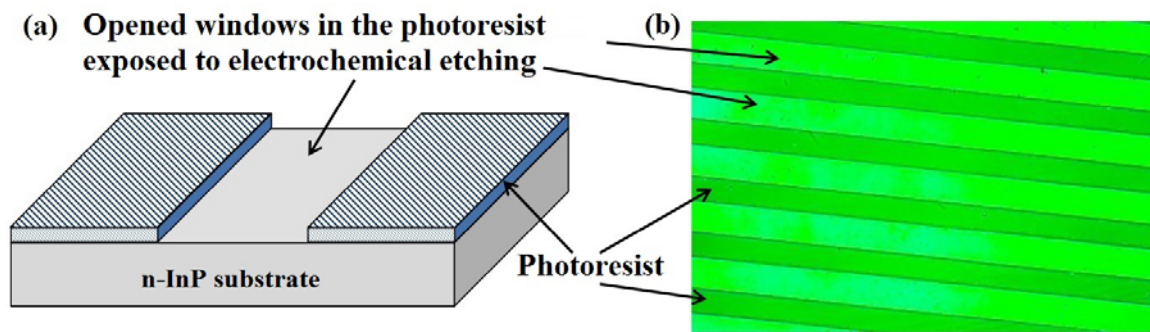 (a) Opened windows in the photoresist
exposed to electrochemical etching
(b)
n-InP substrate
Photoresist